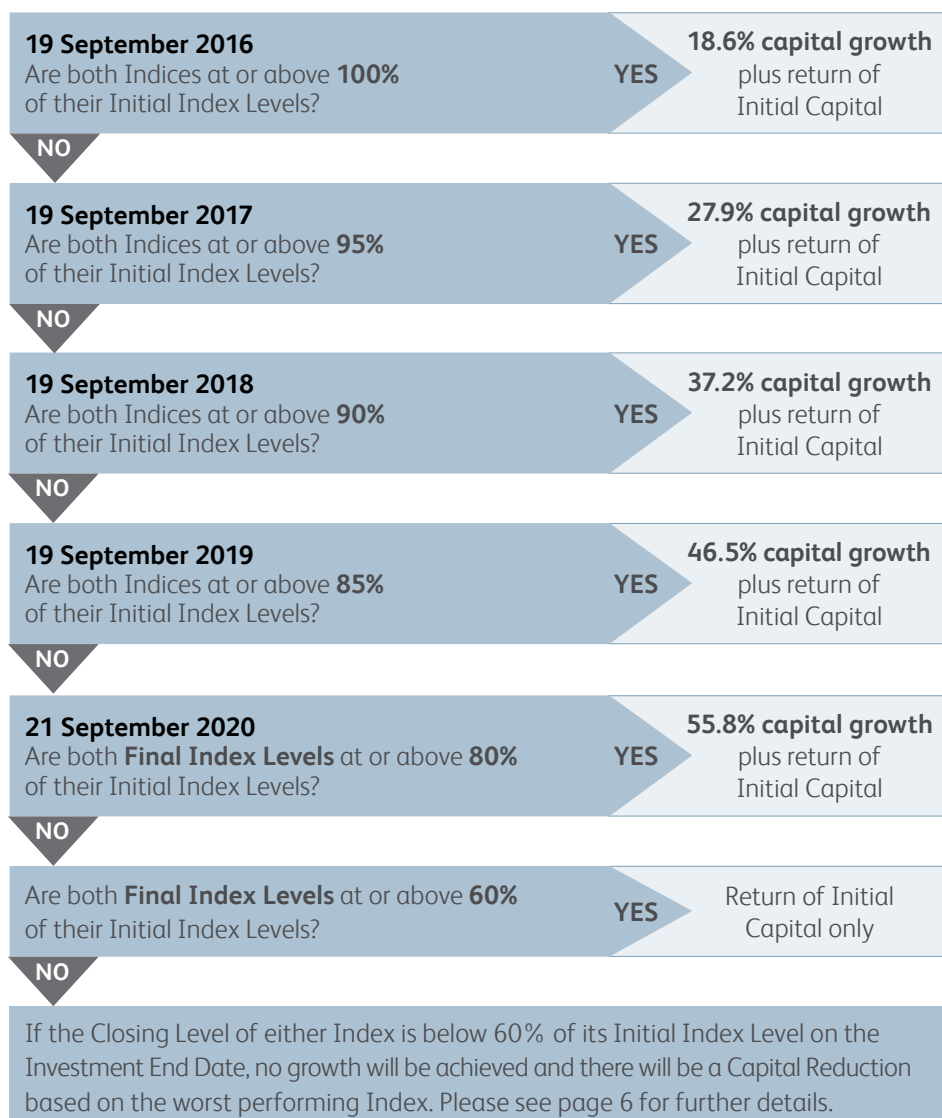 19 September 2016
Are both Indices at or above 100%
of their Initial Index Levels?
YES
18.6% capital growth
plus return of
Initial Capital
NO
19 September 2017
Are both Indices at or above 95%
of their Initial Index Levels?
YES
27.9% capital growth
plus return of
Initial Capital
NO
19 September 2018
Are both Indices at or above 90%
of their Initial Index Levels?
YES
37.2% capital growth
plus return of
Initial Capital
NO
19 September 2019
Are both Indices at or above 85%
of their Initial Index Levels?
YES
46.5% capital growth
plus return of
Initial Capital
NO
21 September 2020
Are both Final Index Levels at or above 80%
of their Initial Index Levels?
YES
55.8% capital growth
plus return of
Initial Capital
NO
Are both Final Index Levels at or above 60%
of their Initial Index Levels?
YES
Return of Initial
Capital only
NO
If the Closing Level of either Index is below 60% of its Initial Index Level on the
Investment End Date, no growth will be achieved and there will be a Capital Reduction
based on the worst performing Index. Please see page 6 for further details.